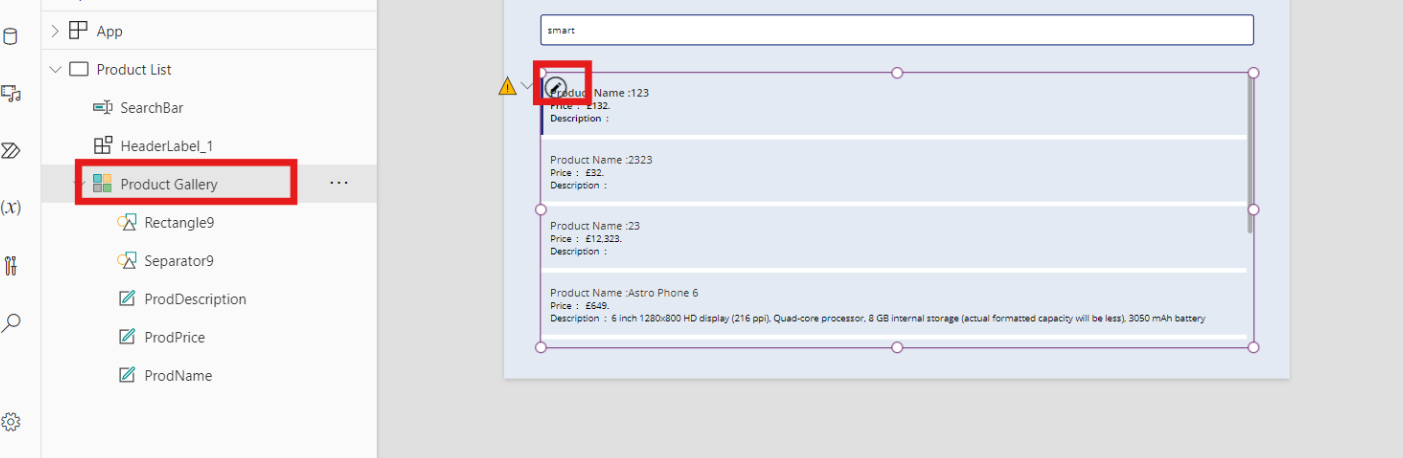 App
Product List
SearchBar
HeaderLabel_1
Product Gallery
Rectangle9
Separator9
ProdDescription
ProdPrice
ProdName
(x)
smart
Product Name :123
Price : £132.
Description :
Product Name :2323
Price : £32.
Description :
Product Name :23
Price : £12,323.
Description :
Product Name :Astro Phone 6
Price : £649.
Description : 6 inch 1280x800 HD display (216 ppi), Quad-core processor, 8 GB internal storage (actual formatted capacity will be less), 3050 mAh battery